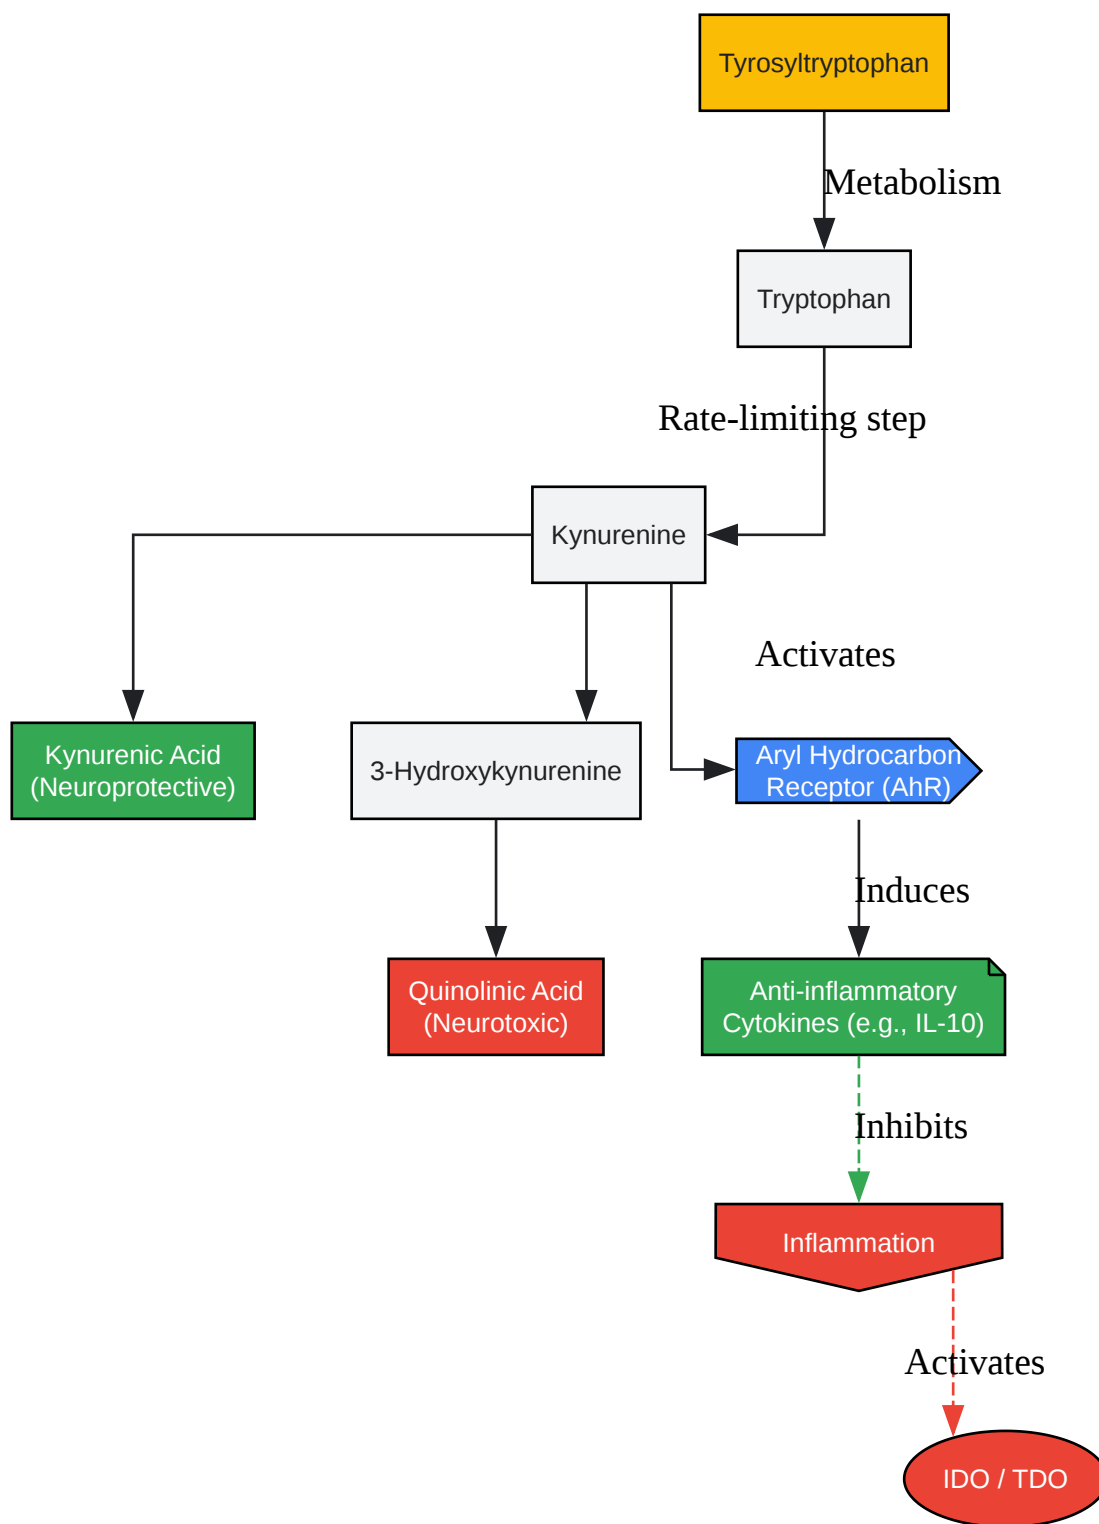 Tyrosyltryptophan
Metabolism
Tryptophan
Rate-limiting step
Kynurenine
Activates
Kynurenic Acid
(Neuroprotective)
3-Hydroxykynurenine
Aryl Hydrocarbon
Receptor (AhR)
Induces
Quinolinic Acid
(Neurotoxic)
Anti-inflammatory
Cytokines (e.g., IL-10)
Inhibits
Inflammation
Activates
IDO / TDO